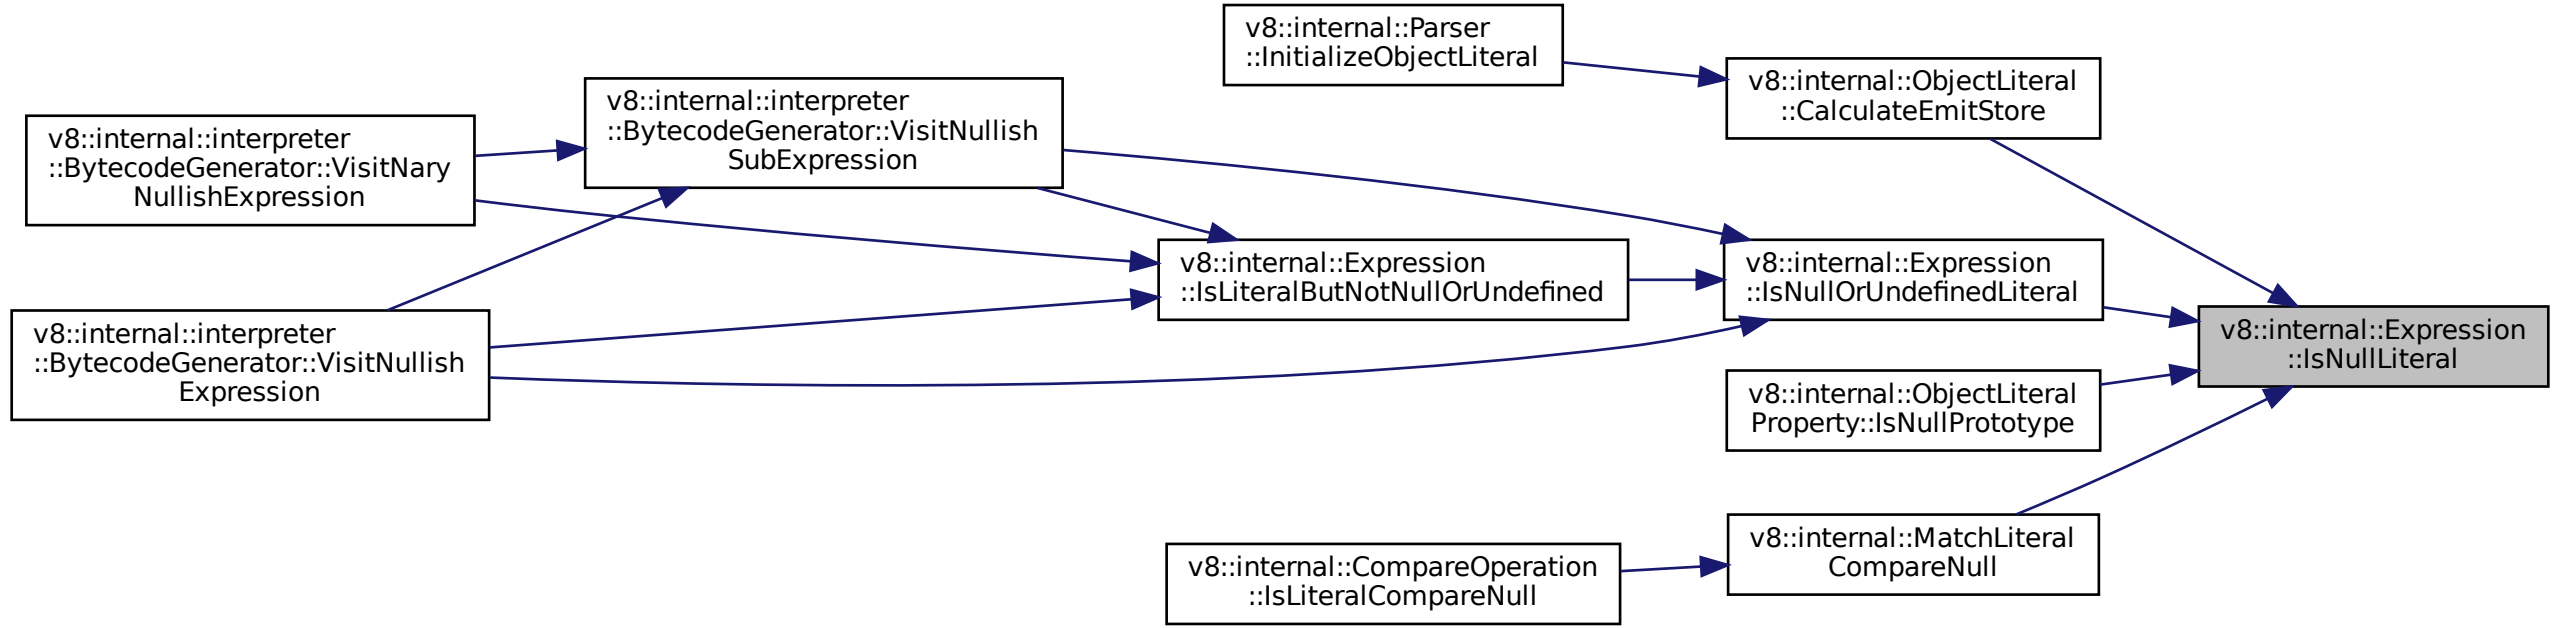 v8::internal::Parser
::InitializeObjectLiteral
v8::internal::ObjectLiteral
::CalculateEmitStore
v8::internal::interpreter
::BytecodeGenerator::VisitNullish
SubExpression
v8::internal::interpreter
::BytecodeGenerator::VisitNary
NullishExpression
v8::internal::Expression
::IsLiteralButNotNullOrUndefined
v8::internal::Expression
::IsNullOrUndefinedLiteral
v8::internal::Expression
::IsNullLiteral
v8::internal::interpreter
::BytecodeGenerator::VisitNullish
Expression
v8::internal::ObjectLiteral
Property::IsNullPrototype
v8::internal::MatchLiteral
CompareNull
v8::internal::CompareOperation
::IsLiteralCompareNull